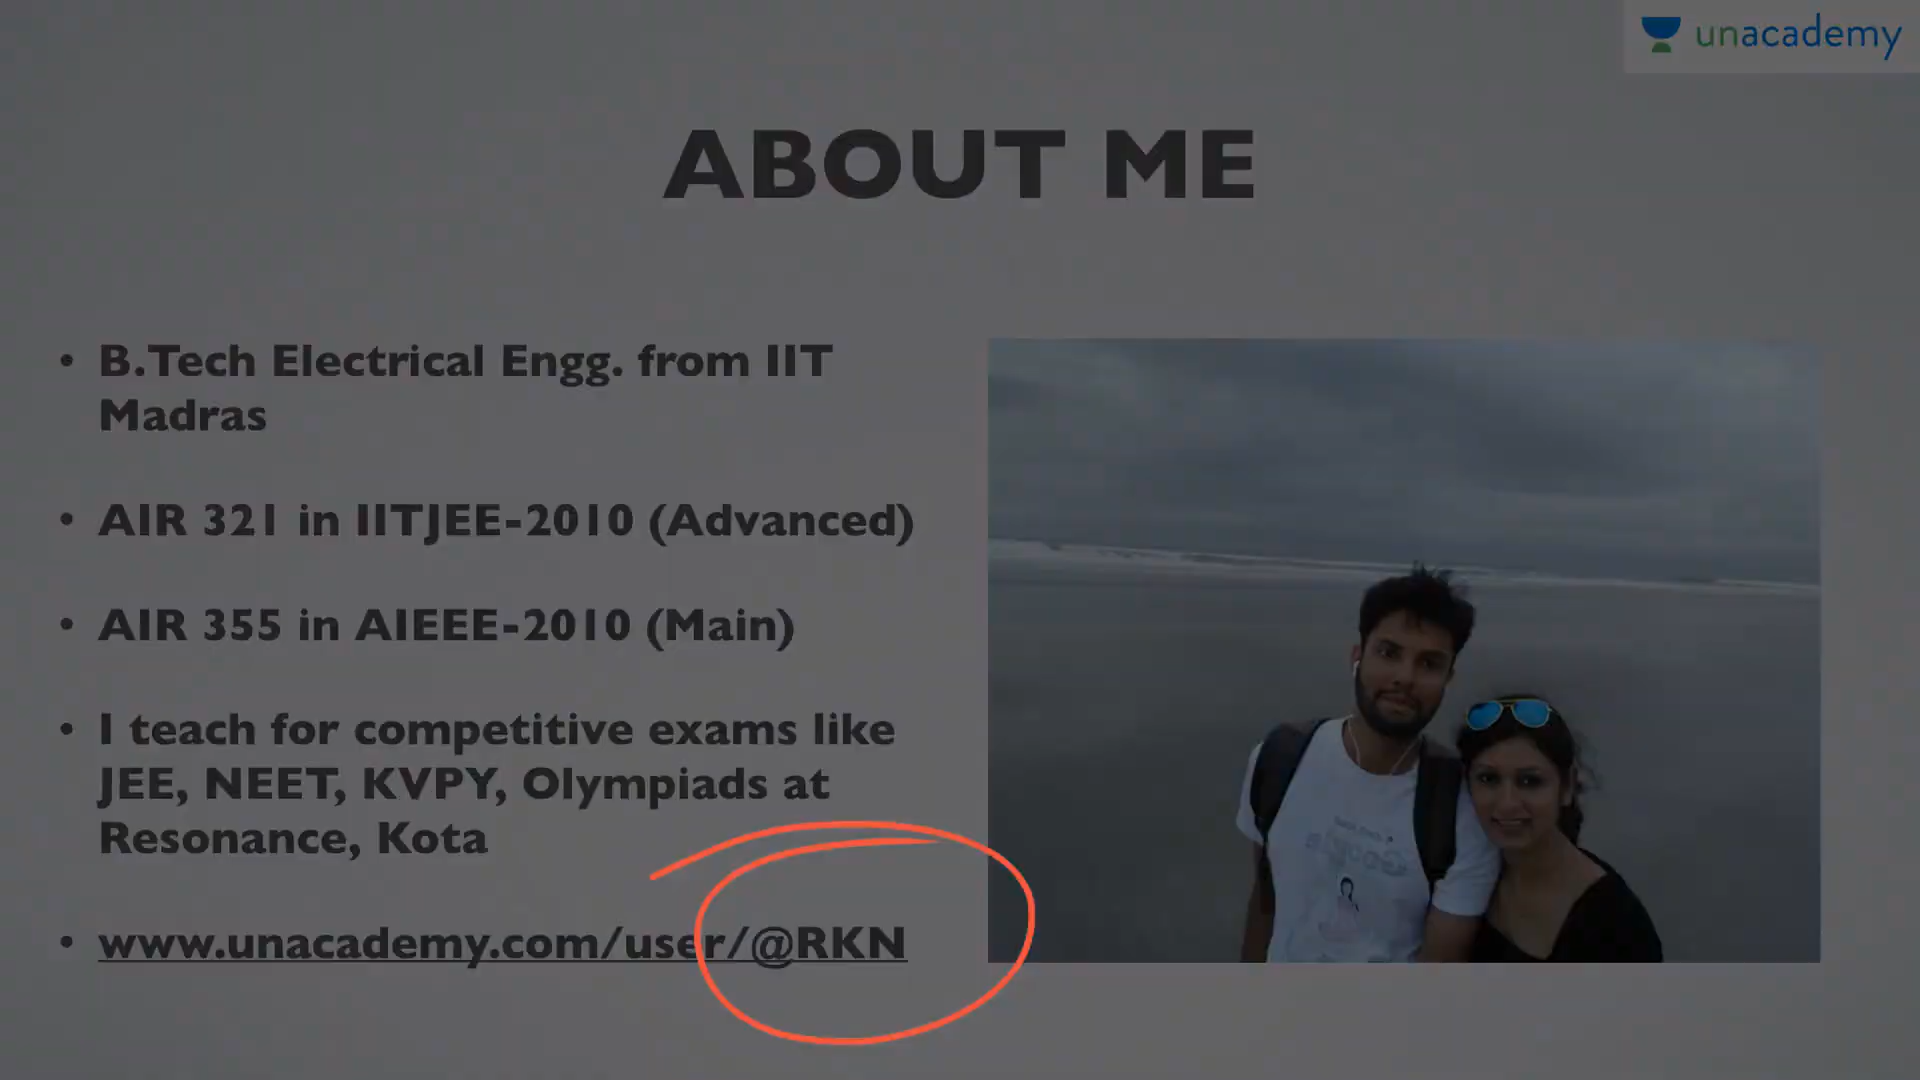 unacademy
ABOUT ME
• B.Tech Electrical Engg. from IIT
Madras
• AIR 321 in IITJEE-2010 (Advanced)
• AIR 355 in AIEEE-2010 (Main)
• I teach for competitive exams like
JEE, NEET, KVPY, Olympiads at
Resonance, Kota
• www.unacademy.com/user/@RKN